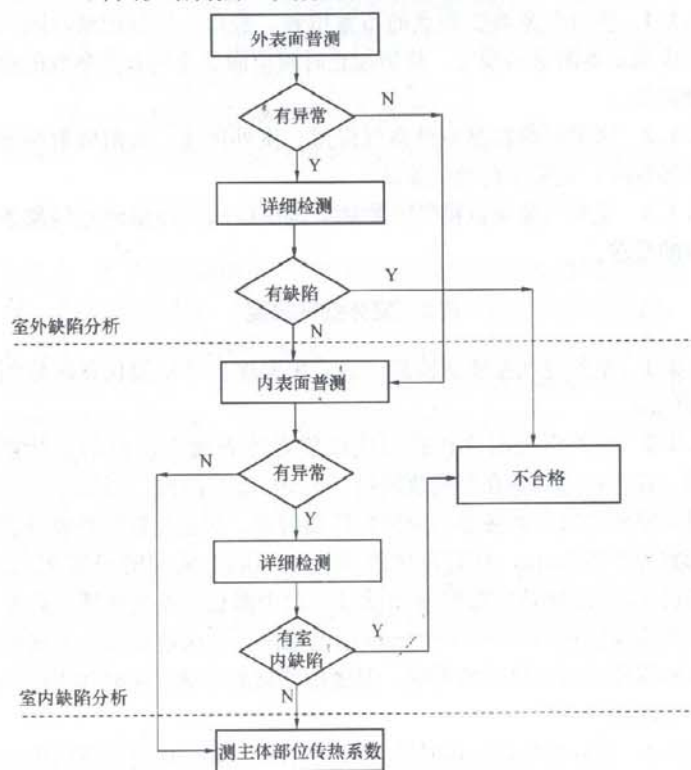 外表面普测
有异常
N
Y
详细检测
有缺陷
Y
N
室外缺陷分析
内表面普测
N
有异常
Y
不合格
详细检测
有室
内缺陷
Y
N
室内缺陷分析
测主体部位传热系数